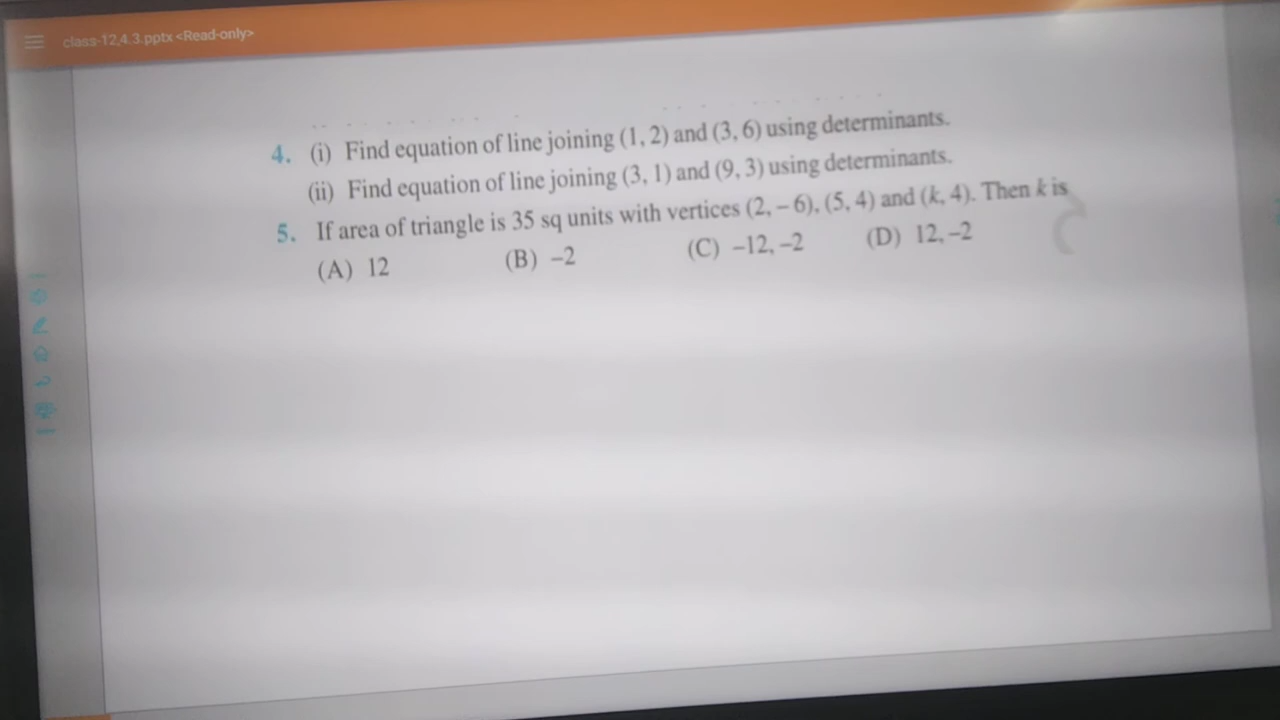 class-12,4.3.pptx <Read-only>
4. (i) Find equation of line joining (1, 2) and (3, 6) using determinants.
(ii) Find equation of line joining (3, 1) and (9, 3) using determinants.
5. If area of triangle is 35 sq units with vertices (2, – 6), (5, 4) and (k, 4). Then k is
(A) 12 (B) –2 (C) –12, –2 (D) 12, –2